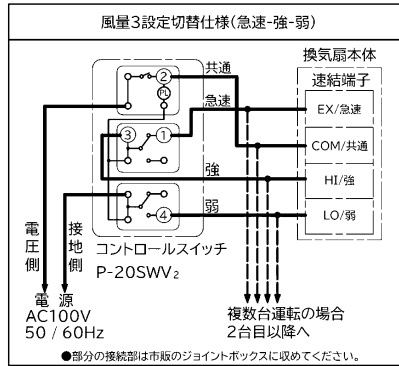 風量3設定切替仕様(急速-強-弱)
換気扇本体
速結端子
共通
急速
強
弱
② 
PL
③ ①
④
EX/急速
COM/共通
HI/強
LO/弱
電圧側
接地側
コントロールスイッチ
P-20SWV₂
電 源
AC100V
50 / 60Hz
複数台運転の場合
2台目以降へ
●部分の接続部は市販のジョイントボックスに収めてください。